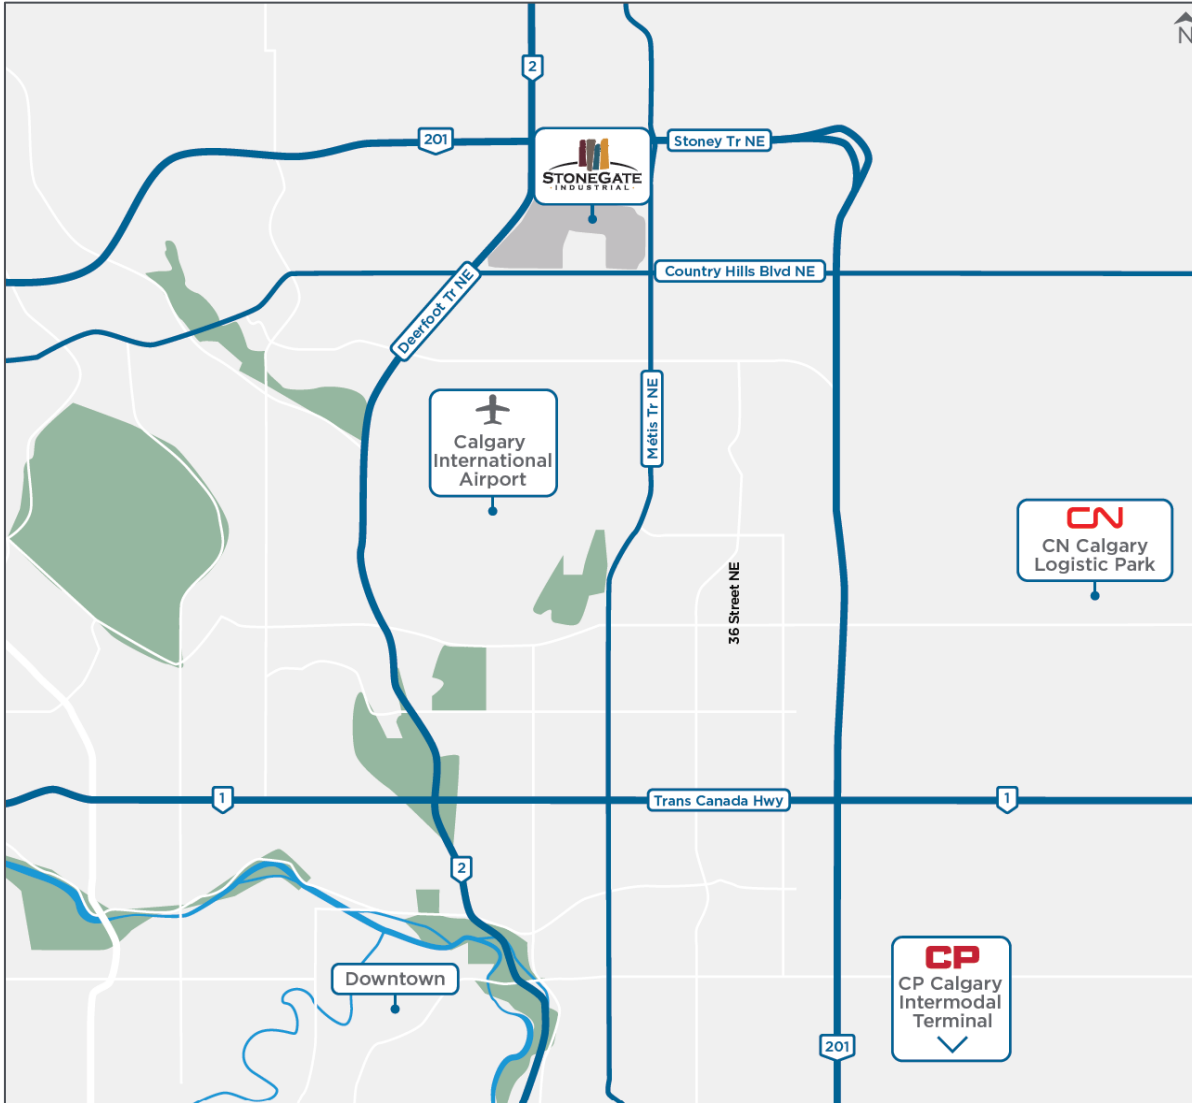 N
2
201
Stoney Tr NE
STONEGATE
·INDUSTRIAL·
Country Hills Blvd NE
Deerfoot Tr NE
Métis Tr NE
Calgary
International
Airport
CN
CN Calgary
Logistic Park
36 Street NE
1
Trans Canada Hwy
1
2
CP
CP Calgary
Intermodal
Terminal
Downtown
201